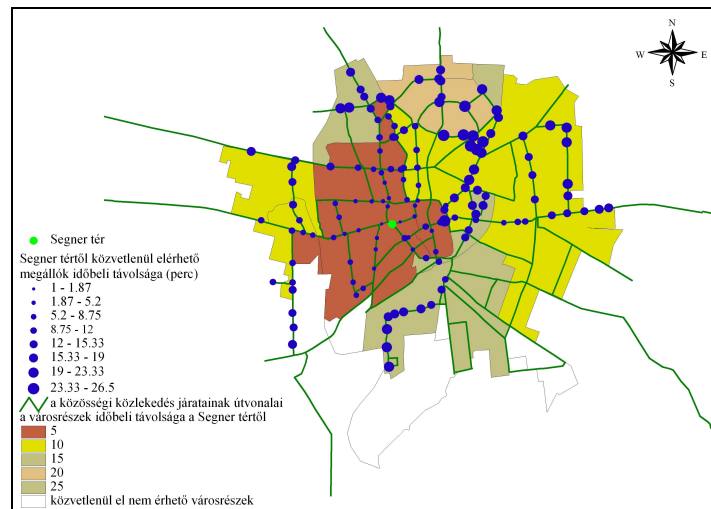 N
W E
S
Segner tér
Segner tértől közvetlenül elérhető
megállók időbeli távolsága (perc)
1 - 1.87
1.87 - 5.2
5.2 - 8.75
8.75 - 12
12 - 15.33
15.33 - 19
19 - 23.33
23.33 - 26.5
a közösségi közlekedés járatainak útvonalai
a városrészek időbeli távolsága a Segner tértől
5
10
15
20
25
közvetlenül el nem érhető városrészek